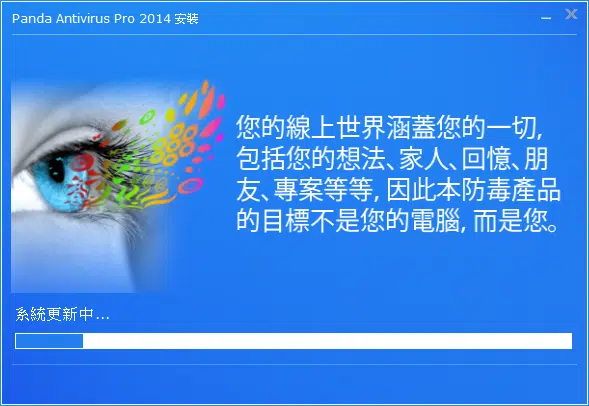 Panda Antivirus Pro 2014 安裝
您的線上世界涵蓋您的一切,
包括您的想法、家人、回憶、朋
友、專案等等, 因此本防毒產品
的目標不是您的電腦, 而是您。
系統更新中...